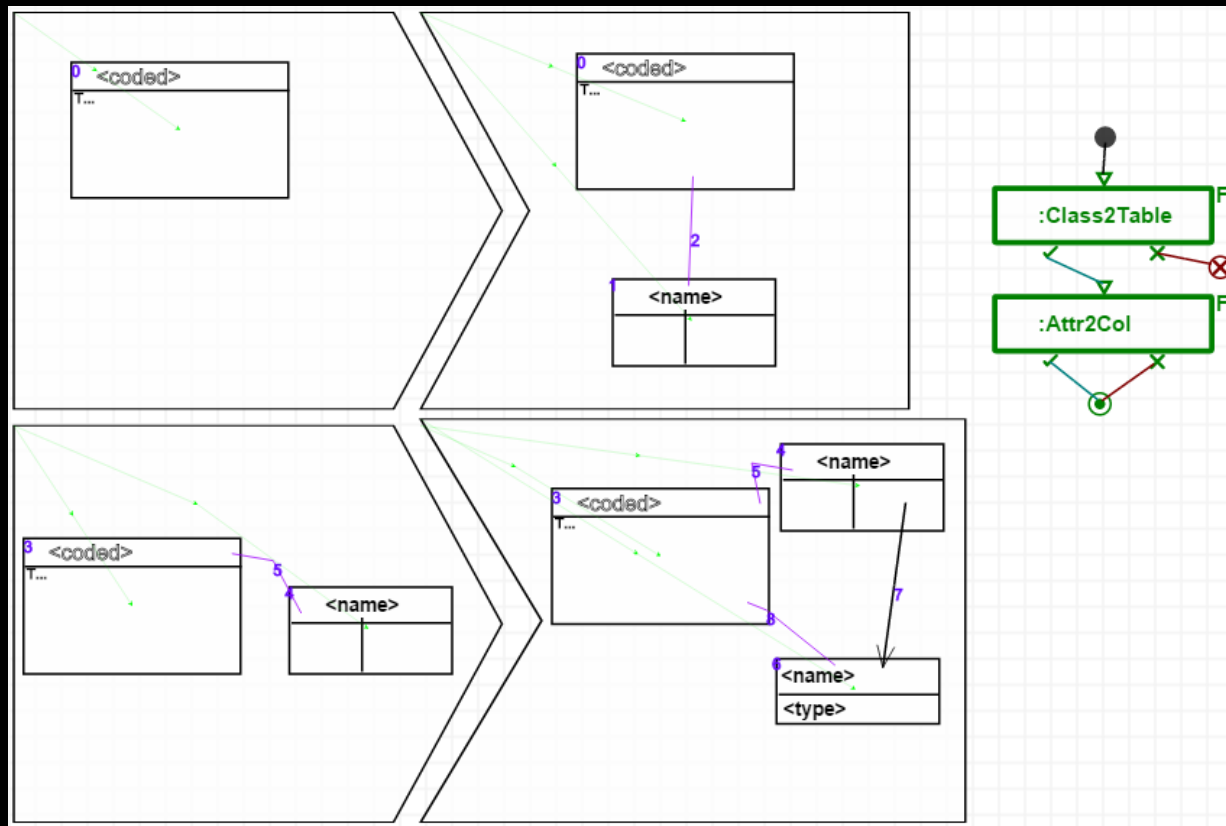 0 <coded>
T...
0 <coded>
T...
2
1 <name>
:Class2Table
F
:Attr2Col
F
3 <coded>
T...
5
4 <name>
4 <name>
5
3 <coded>
T...
7
8
6 <name>
<type>